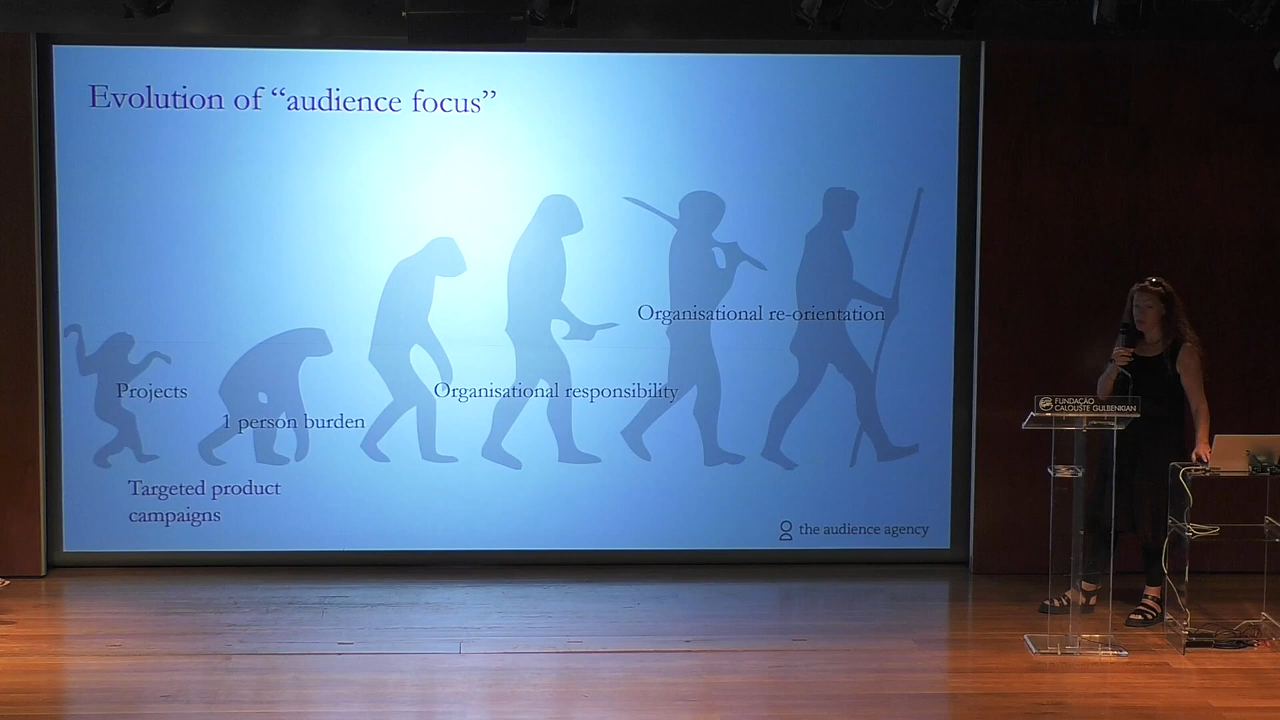 Evolution of “audience focus”
Organisational re-orientation
Projects
Organisational responsibility
1 person burden
Targeted product
campaigns
the audience agency
FUNDAÇÃO
CALOUSTE GULBENKIAN